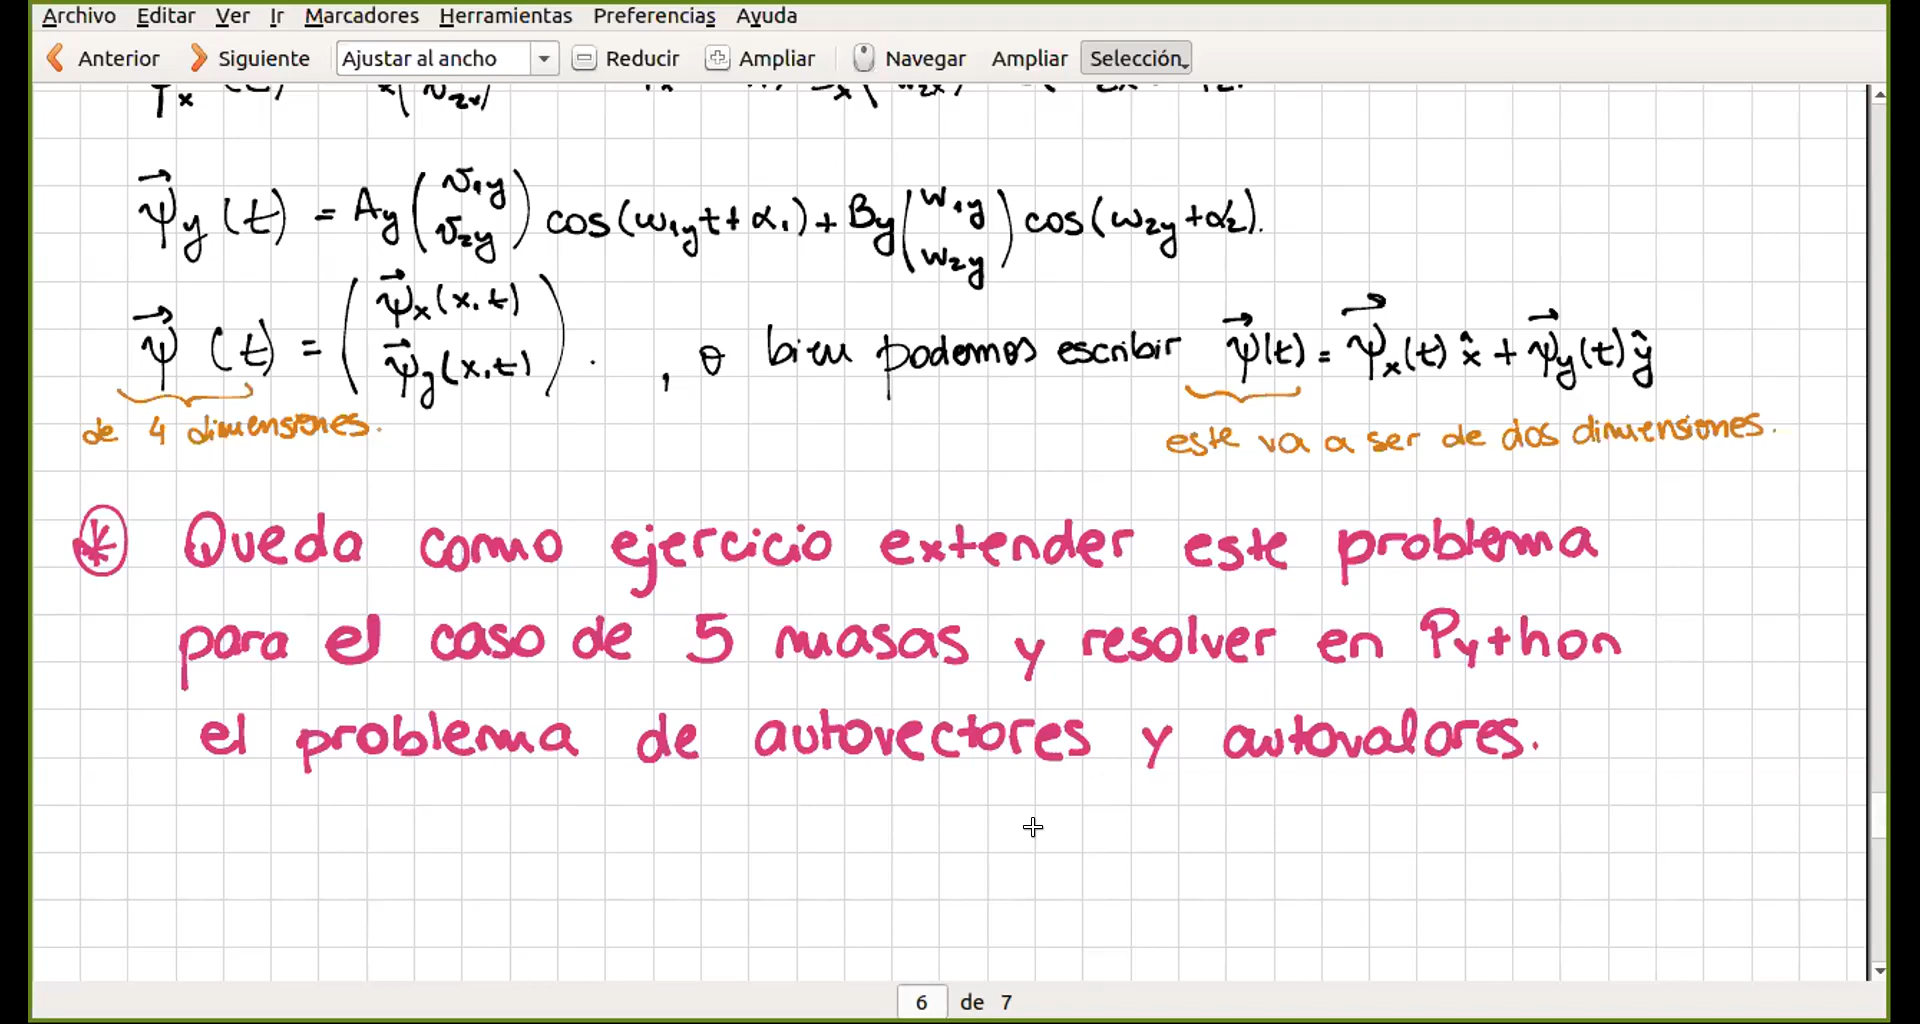 Archivo Editar Ver Ir Marcadores Herramientas Preferencias Ayuda
Anterior Siguiente Ajustar al ancho Reducir Ampliar Navegar Ampliar Selección
ψ⃗y (t) = Ay (v1y v2y) cos(ω1y t + α1) + By (w1y w2y) cos(ω2y + α2).
ψ⃗ (t) = (ψ⃗x(x,t) ψ⃗y(x,t)) . , o bien podemos escribir ψ⃗(t) = ψ⃗x(t) x̂ + ψ⃗y(t) ŷ
de 4 dimensiones.
este va a ser de dos dimensiones.
* Queda como ejercicio extender este problema
para el caso de 5 masas y resolver en Python
el problema de autovectores y autovalores.
6 de 7